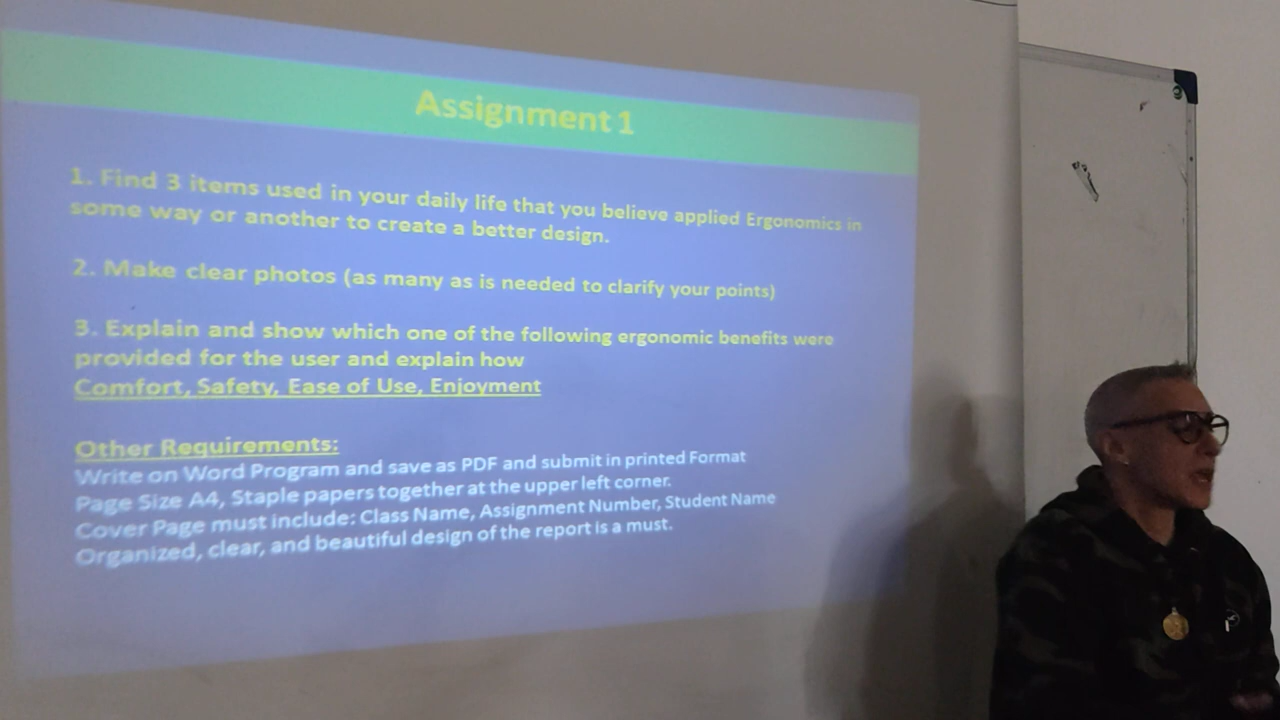 Assignment 1
1. Find 3 items used in your daily life that you believe applied Ergonomics in
some way or another to create a better design.
2. Make clear photos (as many as is needed to clarify your points)
3. Explain and show which one of the following ergonomic benefits were
provided for the user and explain how
Comfort, Safety, Ease of Use, Enjoyment
Other Requirements:
Write on Word Program and save as PDF and submit in printed Format
Page Size A4, Staple papers together at the upper left corner.
Cover Page must include: Class Name, Assignment Number, Student Name
Organized, clear, and beautiful design of the report is a must.